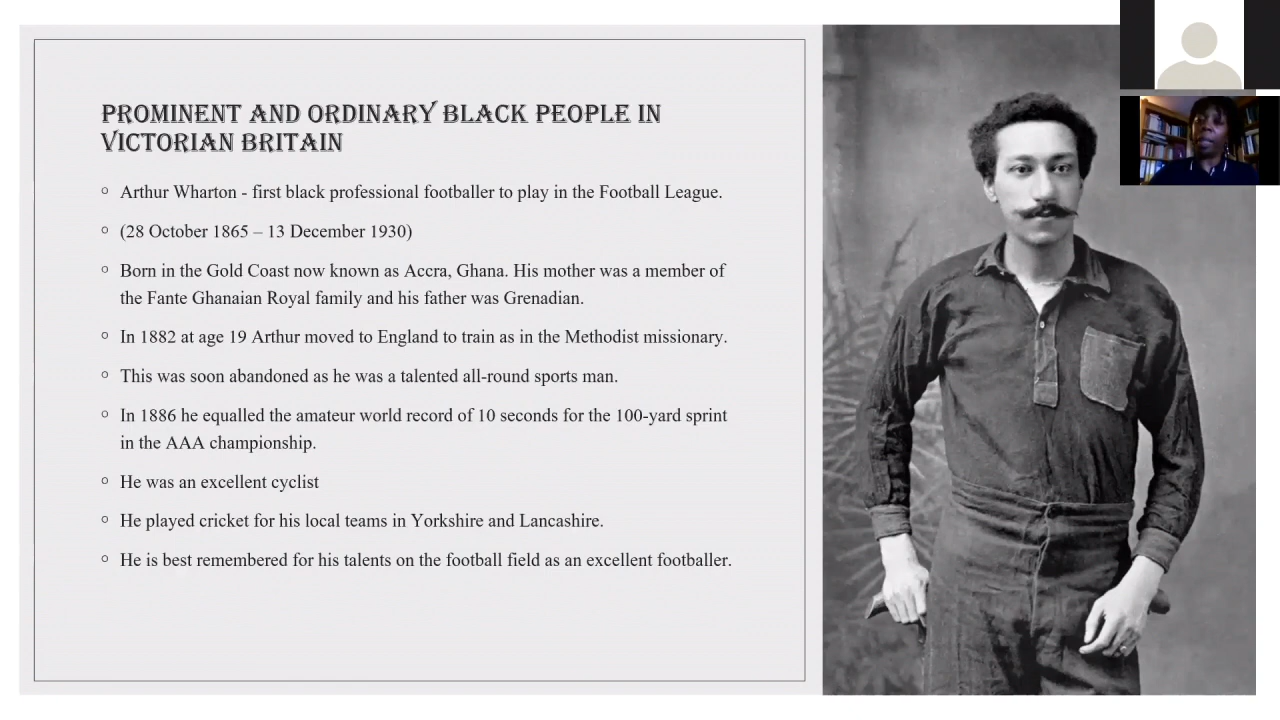 PROMINENT AND ORDINARY BLACK PEOPLE IN
VICTORIAN BRITAIN
Arthur Wharton - first black professional footballer to play in the Football League.
(28 October 1865 – 13 December 1930)
Born in the Gold Coast now known as Accra, Ghana. His mother was a member of
the Fante Ghanaian Royal family and his father was Grenadian.
In 1882 at age 19 Arthur moved to England to train as in the Methodist missionary.
This was soon abandoned as he was a talented all-round sports man.
In 1886 he equalled the amateur world record of 10 seconds for the 100-yard sprint
in the AAA championship.
He was an excellent cyclist
He played cricket for his local teams in Yorkshire and Lancashire.
He is best remembered for his talents on the football field as an excellent footballer.